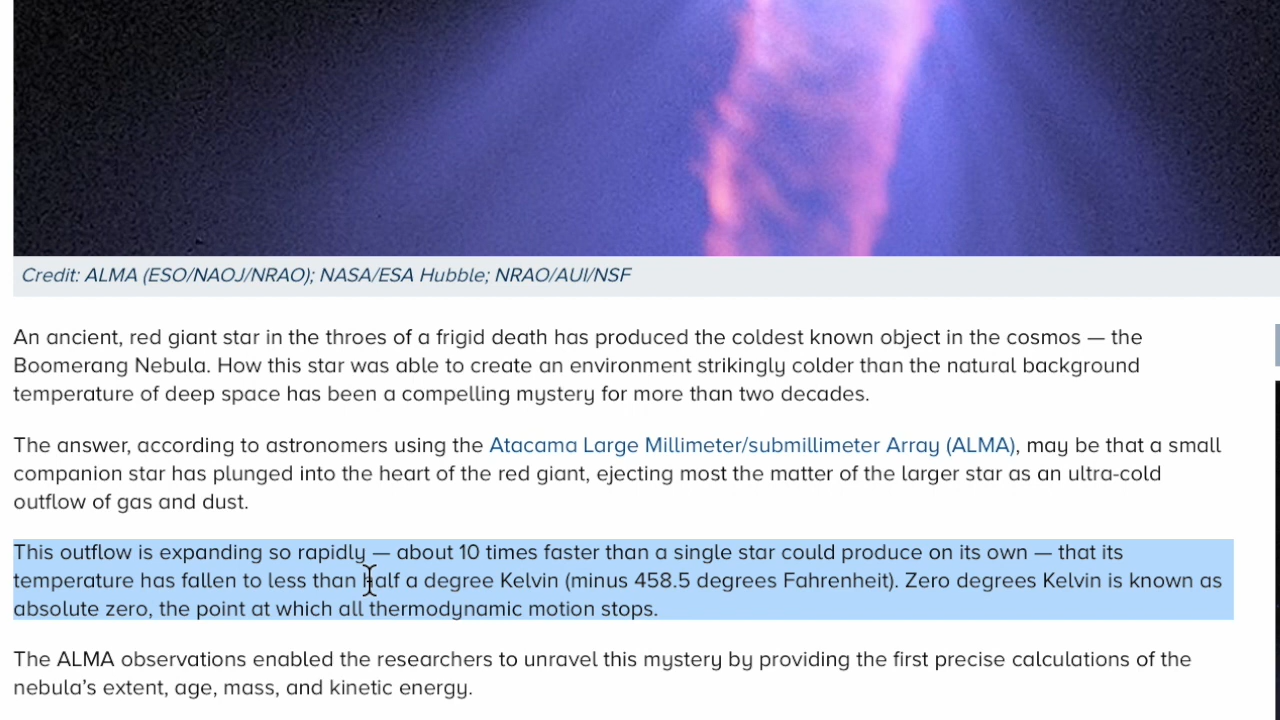 Credit: ALMA (ESO/NAOJ/NRAO); NASA/ESA Hubble; NRAO/AUI/NSF
An ancient, red giant star in the throes of a frigid death has produced the coldest known object in the cosmos — the
Boomerang Nebula. How this star was able to create an environment strikingly colder than the natural background
temperature of deep space has been a compelling mystery for more than two decades.
The answer, according to astronomers using the Atacama Large Millimeter/submillimeter Array (ALMA), may be that a small
companion star has plunged into the heart of the red giant, ejecting most the matter of the larger star as an ultra-cold
outflow of gas and dust.
This outflow is expanding so rapidly — about 10 times faster than a single star could produce on its own — that its
temperature has fallen to less than half a degree Kelvin (minus 458.5 degrees Fahrenheit). Zero degrees Kelvin is known as
absolute zero, the point at which all thermodynamic motion stops.
The ALMA observations enabled the researchers to unravel this mystery by providing the first precise calculations of the
nebula's extent, age, mass, and kinetic energy.